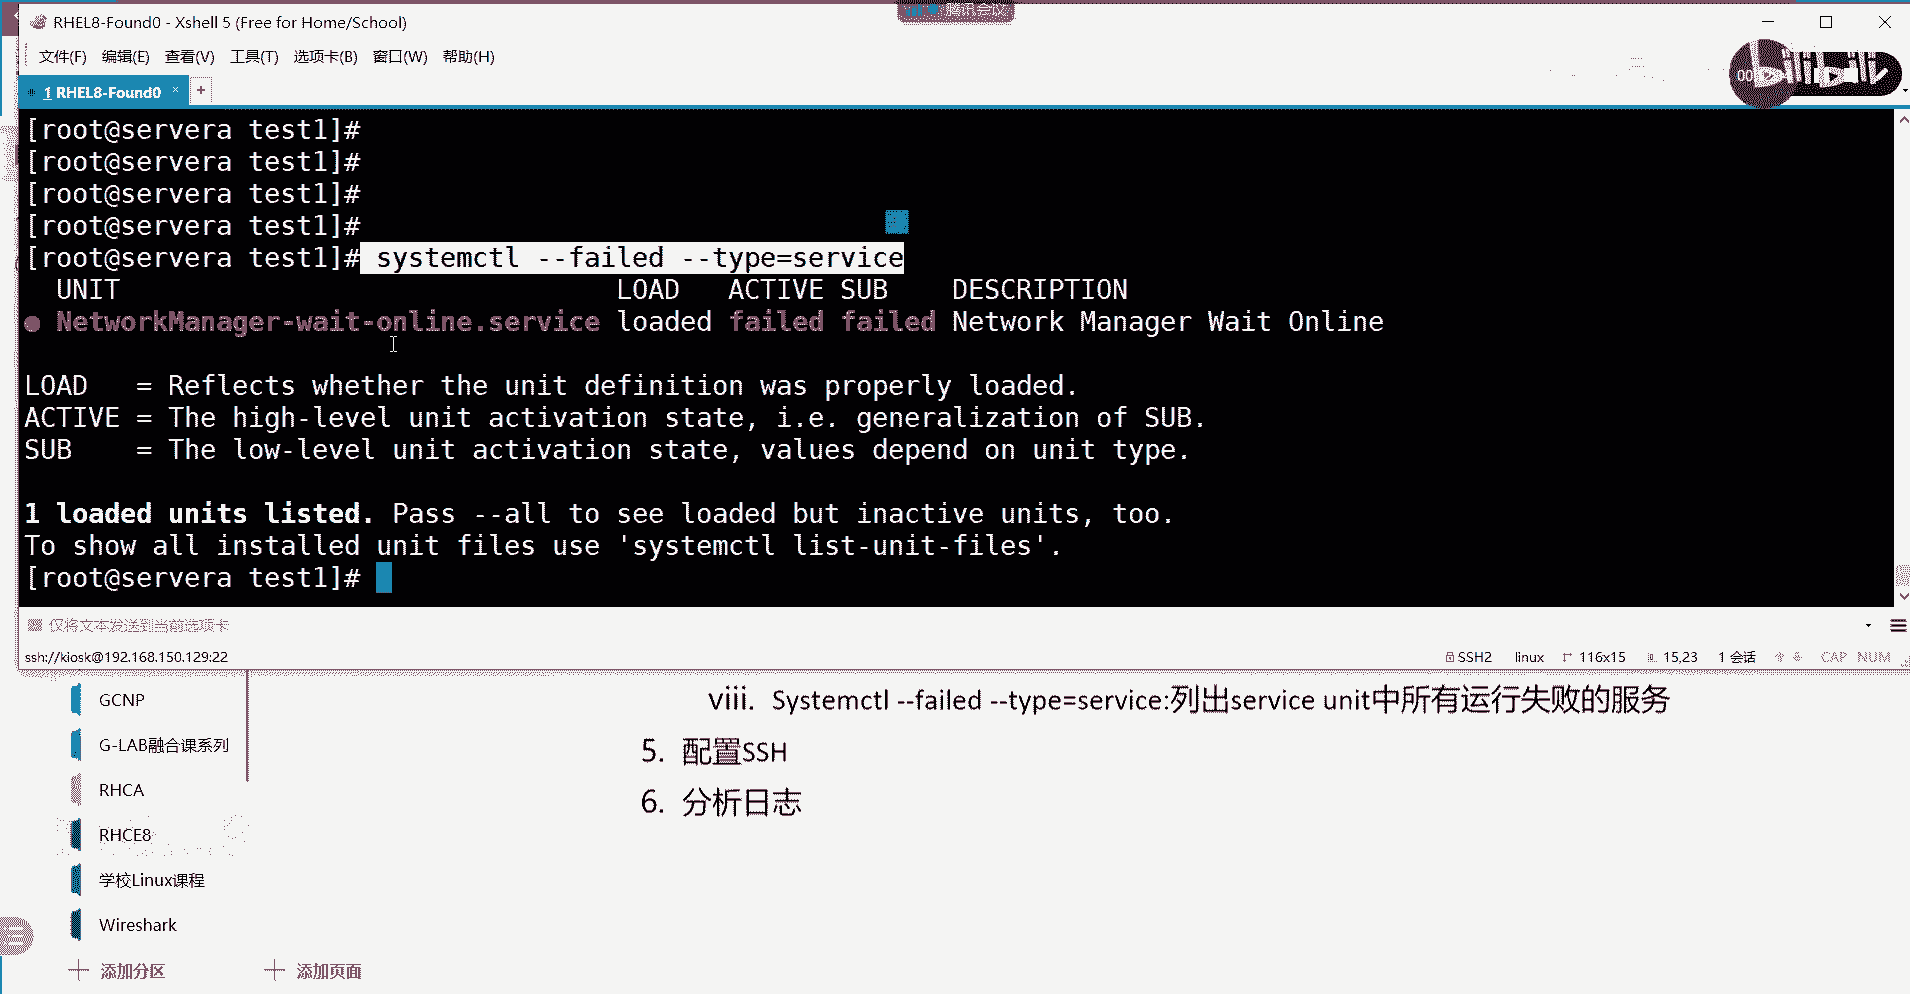 RHEL8-Found0 - Xshell 5 (Free for Home/School)
腾讯会议
文件(F) 编辑(E) 查看(V) 工具(T) 选项卡(B) 窗口(W) 帮助(H)
1 RHEL8-Found0 × +
[root@servera test1]#
[root@servera test1]#
[root@servera test1]#
[root@servera test1]#
[root@servera test1]# systemctl --failed --type=service
UNIT LOAD ACTIVE SUB DESCRIPTION
● NetworkManager-wait-online.service loaded failed failed Network Manager Wait Online
LOAD = Reflects whether the unit definition was properly loaded.
ACTIVE = The high-level unit activation state, i.e. generalization of SUB.
SUB = The low-level unit activation state, values depend on unit type.
1 loaded units listed. Pass --all to see loaded but inactive units, too.
To show all installed unit files use 'systemctl list-unit-files'.
[root@servera test1]#
仅将文本发送到当前选项卡
ssh://kiosk@192.168.150.129:22 SSH2 linux 116x15 15,23 1 会话 CAP NUM
GCNP
G-LAB融合课系列
RHCA
RHCE8
学校Linux课程
Wireshark
添加分区 添加页面
viii. Systemctl --failed --type=service:列出service unit中所有运行失败的服务
5. 配置SSH
6. 分析日志